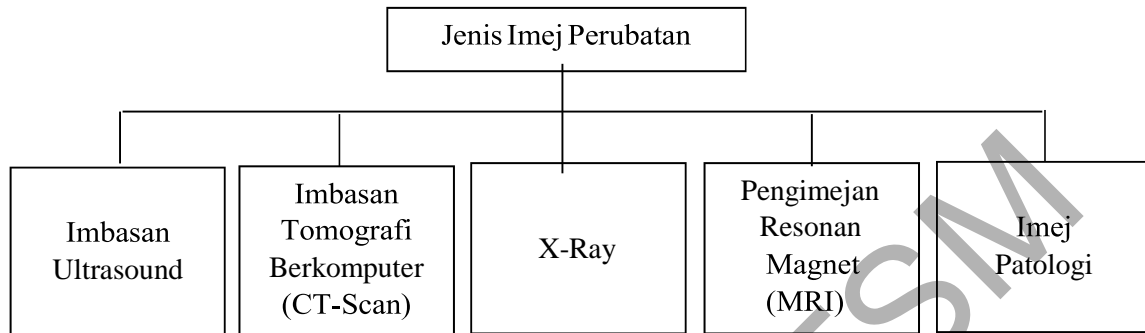 Jenis Imej Perubatan
Imbasan
Ultrasound
Imbasan
Tomografi
Berkomputer
(CT-Scan)
X-Ray
Pengimejan
Resonan
Magnet
(MRI)
Imej
Patologi